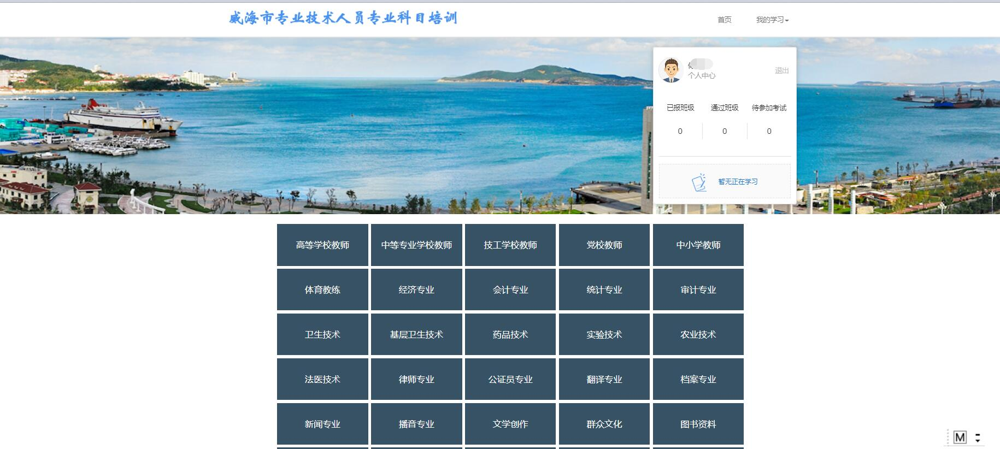 威海市专业技术人员专业科目培训
首页 我的学习
个人中心 退出
已报班级 通过班级 待参加考试
0 0 0
暂无正在学习
高等学校教师 中等专业学校教师 技工学校教师 党校教师 中小学教师
体育教练 经济专业 会计专业 统计专业 审计专业
卫生技术 基层卫生技术 药品技术 实验技术 农业技术
法医技术 律师专业 公证员专业 翻译专业 档案专业
新闻专业 播音专业 文学创作 群众文化 图书资料
M